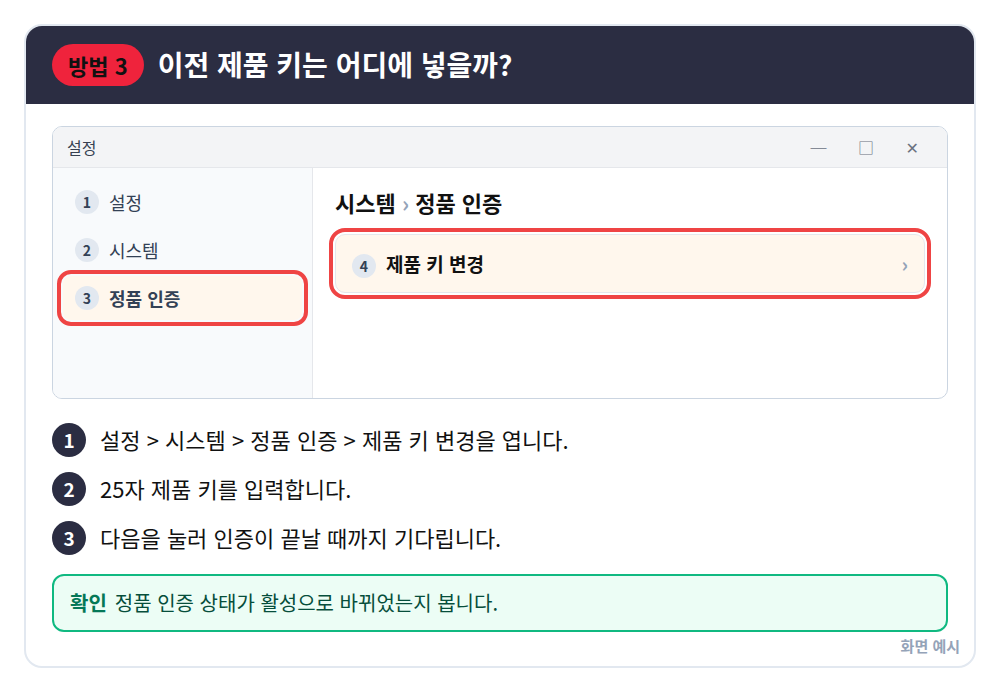 방법 3 이전 제품 키는 어디에 넣을까?
설정
1 설정
2 시스템
3 정품 인증
시스템 › 정품 인증
4 제품 키 변경 ›
1 설정 > 시스템 > 정품 인증 > 제품 키 변경을 엽니다.
2 25자 제품 키를 입력합니다.
3 다음을 눌러 인증이 끝날 때까지 기다립니다.
확인 정품 인증 상태가 활성으로 바뀌었는지 봅니다.
화면 예시